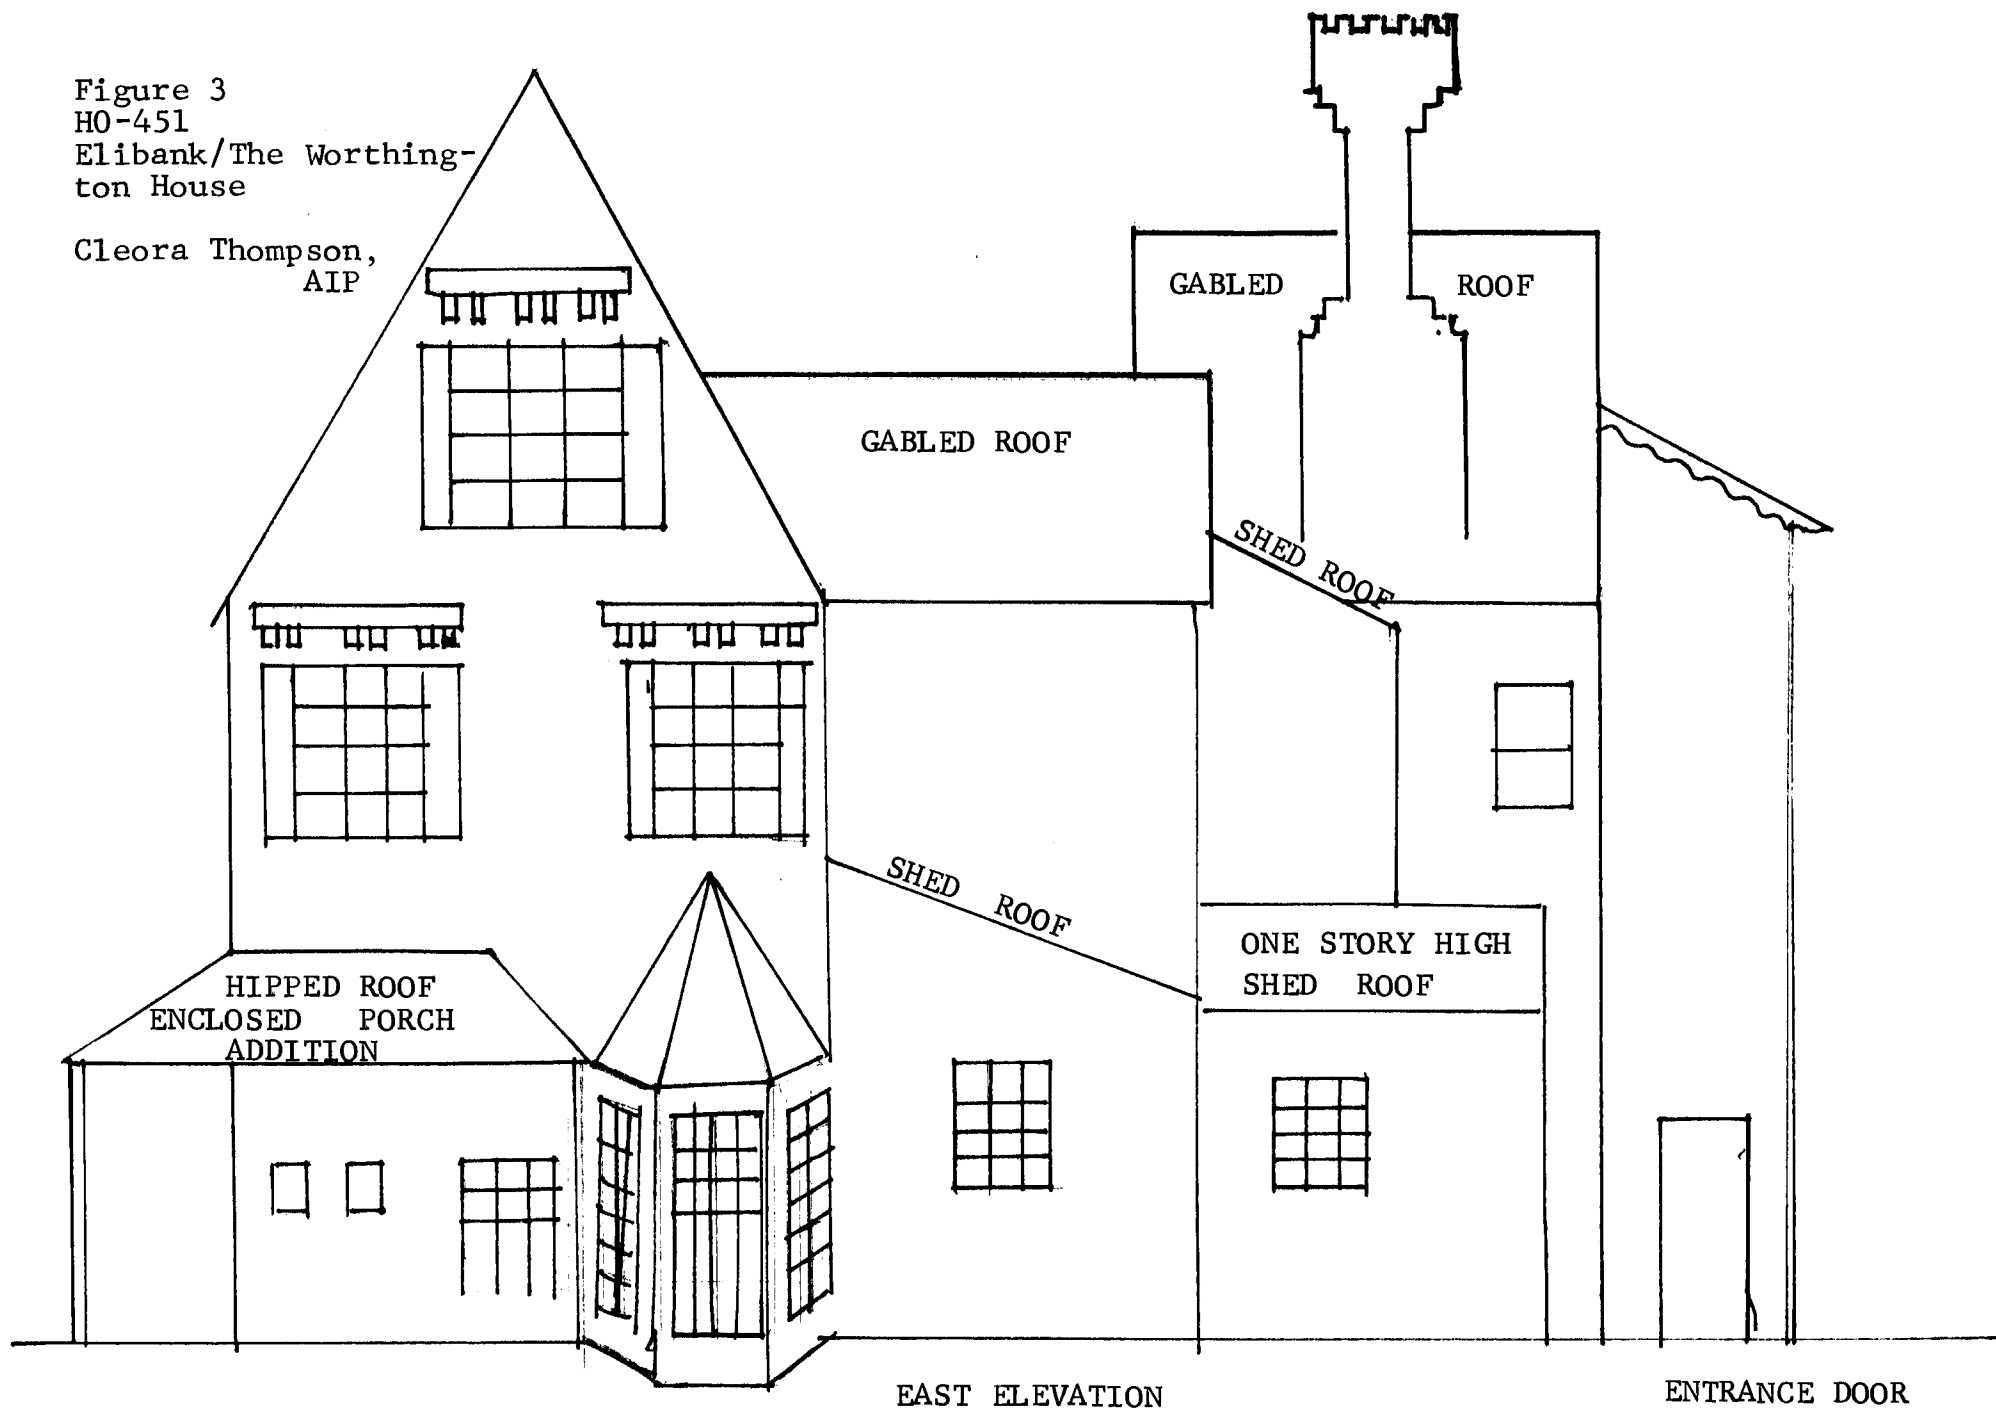 Figure 3
HO-451
Elibank/The Worthing-
ton House
Cleora Thompson,
AIP
GABLED ROOF
GABLED ROOF
SHED ROOF
SHED ROOF
HIPPED ROOF
ENCLOSED PORCH
ADDITION
ONE STORY HIGH
SHED ROOF
EAST ELEVATION
ENTRANCE DOOR